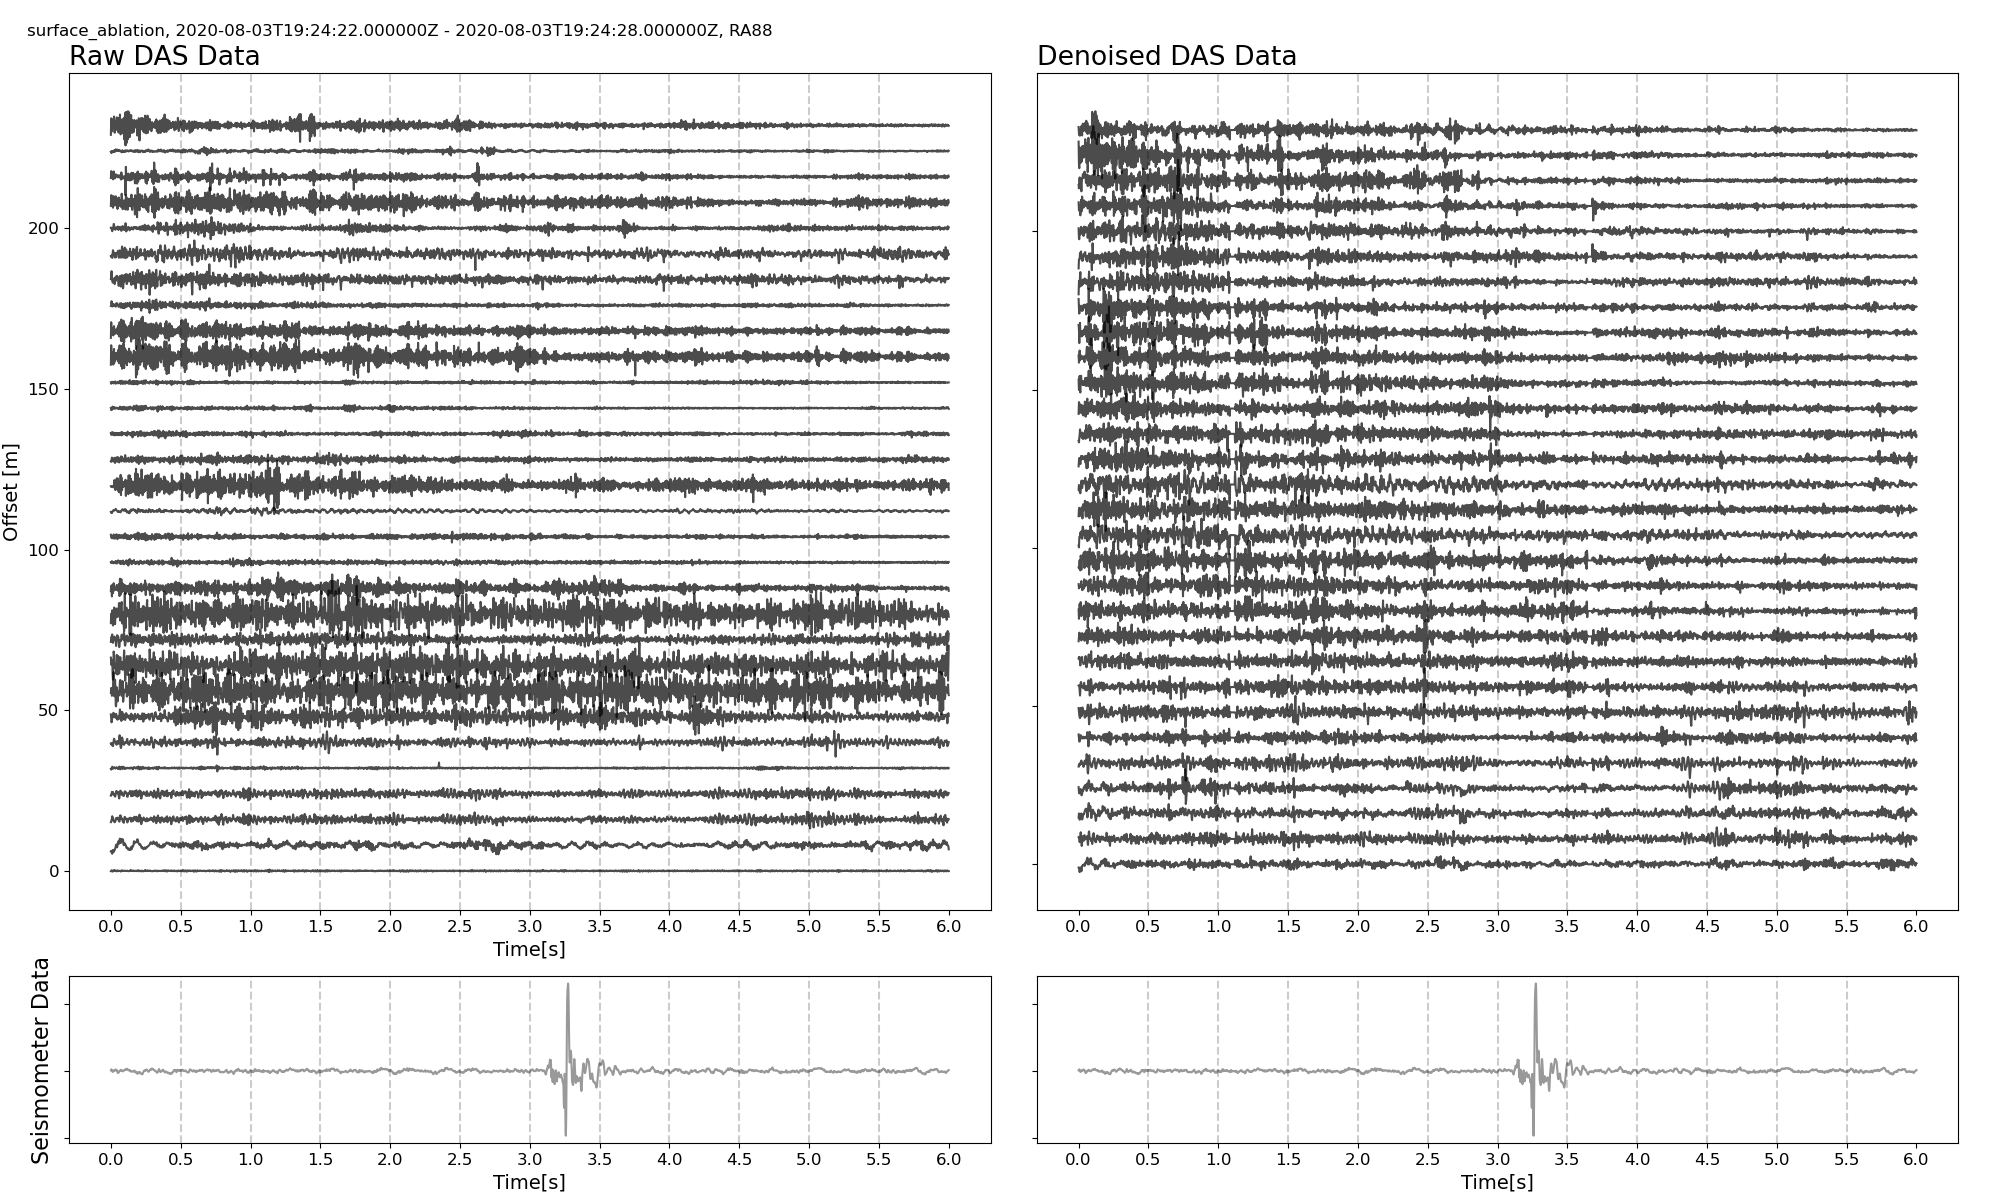 surface_ablation, 2020-08-03T19:24:22.000000Z - 2020-08-03T19:24:28.000000Z, RA88
Raw DAS Data
Denoised DAS Data
Offset [m]
200
150
100
50
0
0.0 0.5 1.0 1.5 2.0 2.5 3.0 3.5 4.0 4.5 5.0 5.5 6.0
Time[s]
0.0 0.5 1.0 1.5 2.0 2.5 3.0 3.5 4.0 4.5 5.0 5.5 6.0
Seismometer Data
0.0 0.5 1.0 1.5 2.0 2.5 3.0 3.5 4.0 4.5 5.0 5.5 6.0
Time[s]
0.0 0.5 1.0 1.5 2.0 2.5 3.0 3.5 4.0 4.5 5.0 5.5 6.0
Time[s]